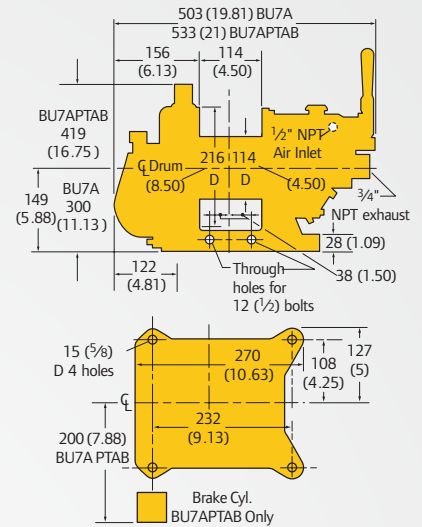 503 (19.81) BU7A
533 (21) BU7APTAB
156
(6.13)
114
(4.50)
BU7APTAB
419
(16.75 )
½" NPT
Air Inlet
℄ Drum
216
114
(8.50)
D
D
(4.50)
BU7A
300
(11.13)
149
(5.88)
¾"
NPT exhaust
28 (1.09)
122
(4.81)
Through
holes for
12 (½) bolts
38 (1.50)
15 (⅝)
D 4 holes
270
(10.63)
108
(4.25)
127
(5)
℄
232
(9.13)
200 (7.88)
BU7A PTAB
Brake Cyl.
BU7APTAB Only